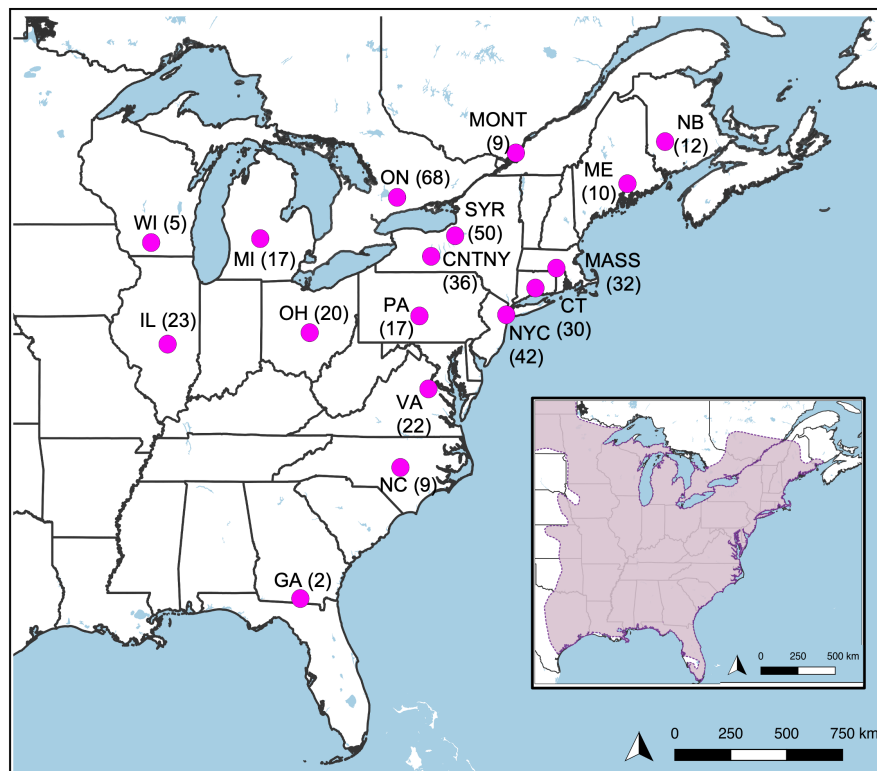 MONT
(9)
NB
(12)
ME
(10)
ON (68)
SYR
(50)
WI (5)
MI (17)
CNTNY
(36)
MASS
(32)
IL (23)
OH (20)
PA
(17)
CT
(30)
NYC
(42)
VA
(22)
NC (9)
GA (2)
0 250 500 km
0 250 500 750 km